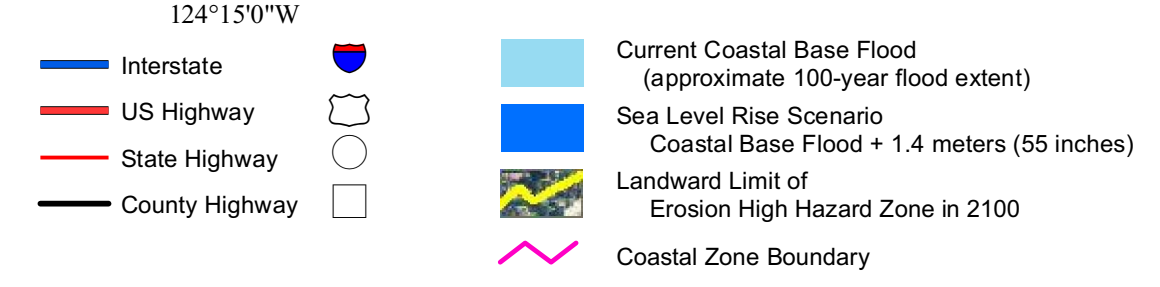 124°15'0"W
Interstate
US Highway
State Highway
County Highway
Current Coastal Base Flood
(approximate 100-year flood extent)
Sea Level Rise Scenario
Coastal Base Flood + 1.4 meters (55 inches)
Landward Limit of
Erosion High Hazard Zone in 2100
Coastal Zone Boundary